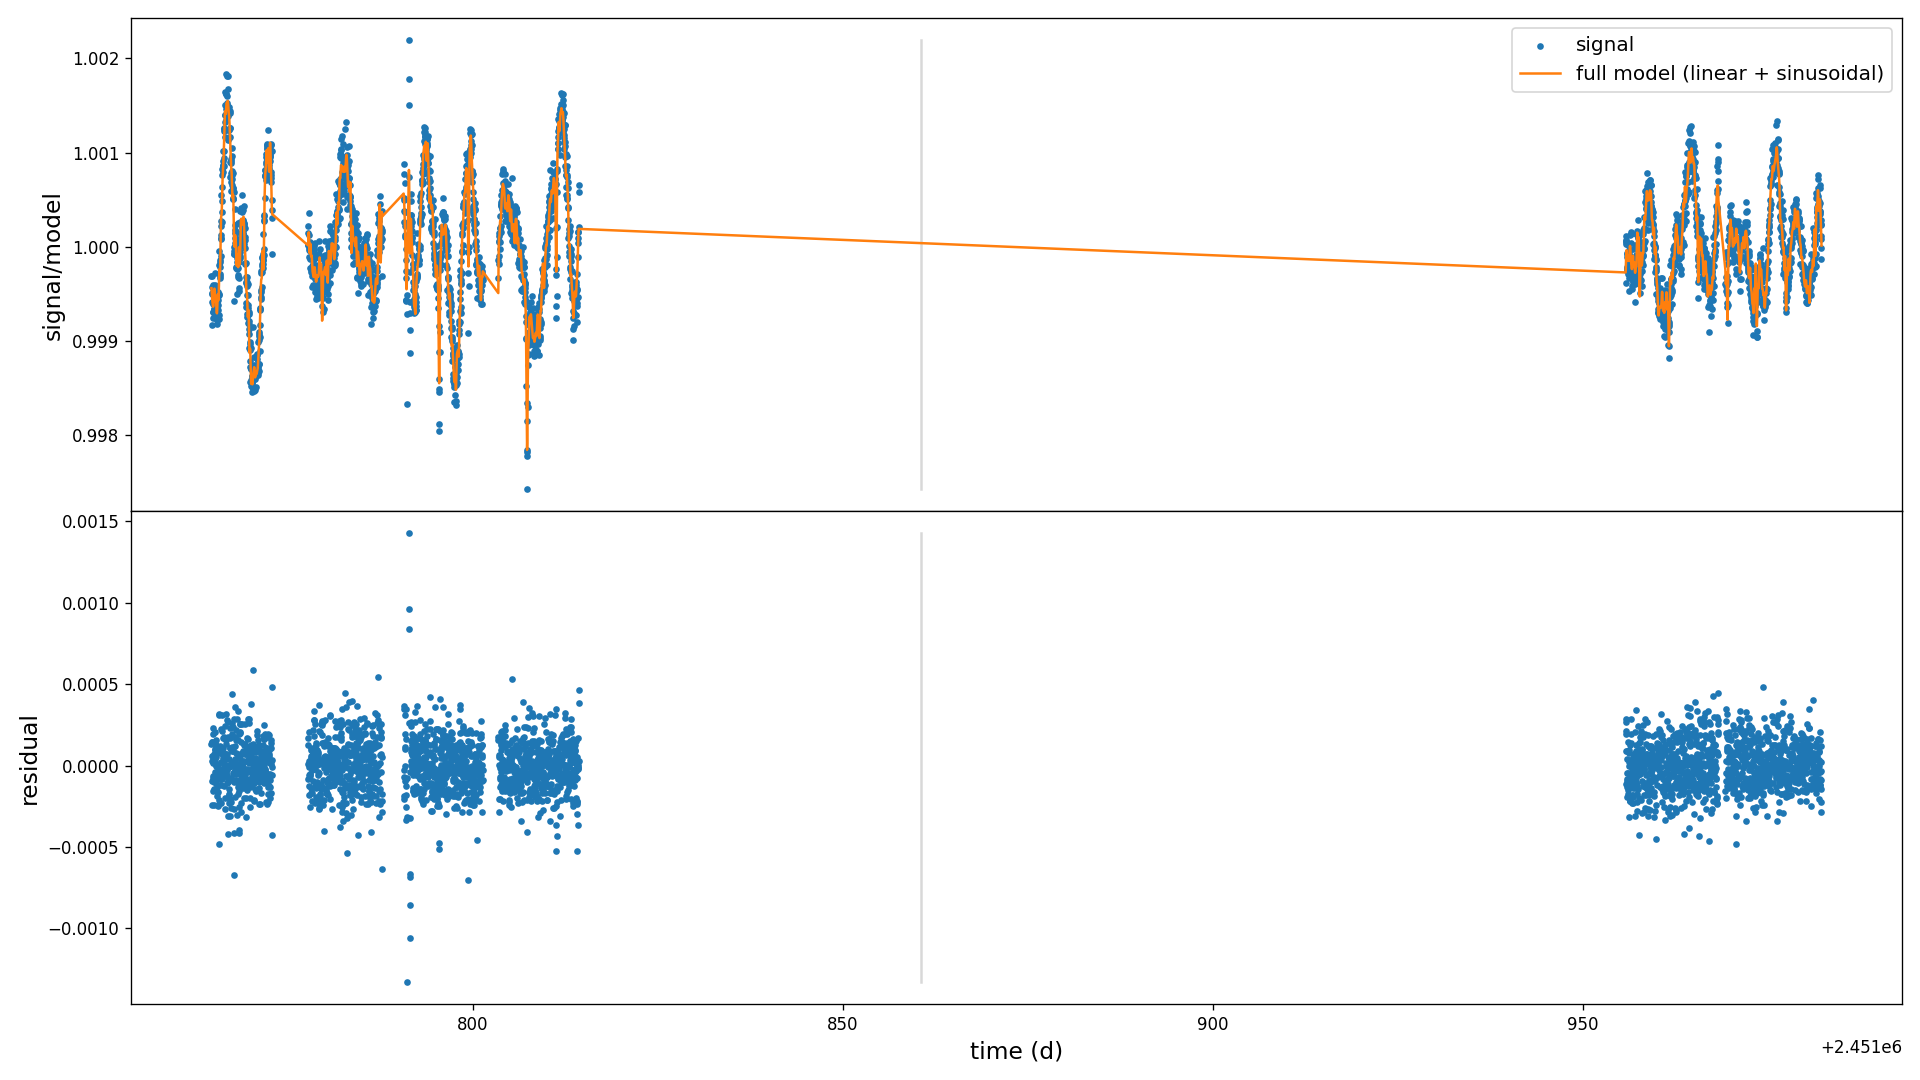 1.002
1.001
1.000
0.999
0.998
signal/model
signal
full model (linear + sinusoidal)
0.0015
0.0010
0.0005
0.0000
−0.0005
−0.0010
residual
800
850
900
950
time (d)
+2.451e6